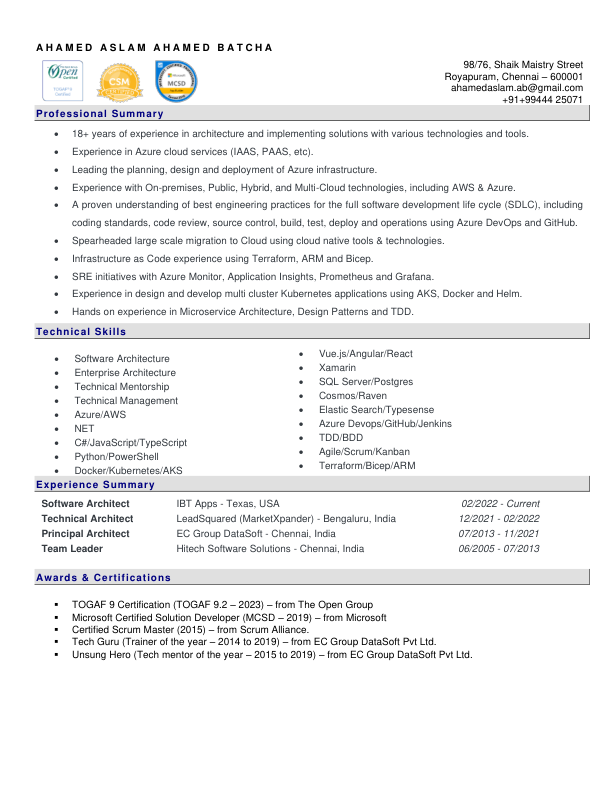 AHAMED ASLAM AHAMED BATCHA
Open
CSM
Microsoft
MCSD
98/76, Shaik Maistry Street
Royapuram, Chennai – 600001
ahamedaslam.ab@gmail.com
+91+99444 25071
Professional Summary
• 18+ years of experience in architecture and implementing solutions with various technologies and tools.
• Experience in Azure cloud services (IAAS, PAAS, etc).
• Leading the planning, design and deployment of Azure infrastructure.
• Experience with On-premises, Public, Hybrid, and Multi-Cloud technologies, including AWS & Azure.
• A proven understanding of best engineering practices for the full software development life cycle (SDLC), including
coding standards, code review, source control, build, test, deploy and operations using Azure DevOps and GitHub.
• Spearheaded large scale migration to Cloud using cloud native tools & technologies.
• Infrastructure as Code experience using Terraform, ARM and Bicep.
• SRE initiatives with Azure Monitor, Application Insights, Prometheus and Grafana.
• Experience in design and develop multi cluster Kubernetes applications using AKS, Docker and Helm.
• Hands on experience in Microservice Architecture, Design Patterns and TDD.
Technical Skills
• Software Architecture
• Enterprise Architecture
• Technical Mentorship
• Technical Management
• Azure/AWS
• NET
• C#/JavaScript/TypeScript
• Python/PowerShell
• Docker/Kubernetes/AKS
• Vue.js/Angular/React
• Xamarin
• SQL Server/Postgres
• Cosmos/Raven
• Elastic Search/Typesense
• Azure Devops/GitHub/Jenkins
• TDD/BDD
• Agile/Scrum/Kanban
• Terraform/Bicep/ARM
Experience Summary
Software Architect IBT Apps - Texas, USA 02/2022 - Current
Technical Architect LeadSquared (MarketXpander) - Bengaluru, India 12/2021 - 02/2022
Principal Architect EC Group DataSoft - Chennai, India 07/2013 - 11/2021
Team Leader Hitech Software Solutions - Chennai, India 06/2005 - 07/2013
Awards & Certifications
▪ TOGAF 9 Certification (TOGAF 9.2 – 2023) – from The Open Group
▪ Microsoft Certified Solution Developer (MCSD – 2019) – from Microsoft
▪ Certified Scrum Master (2015) – from Scrum Alliance.
▪ Tech Guru (Trainer of the year – 2014 to 2019) – from EC Group DataSoft Pvt Ltd.
▪ Unsung Hero (Tech mentor of the year – 2015 to 2019) – from EC Group DataSoft Pvt Ltd.